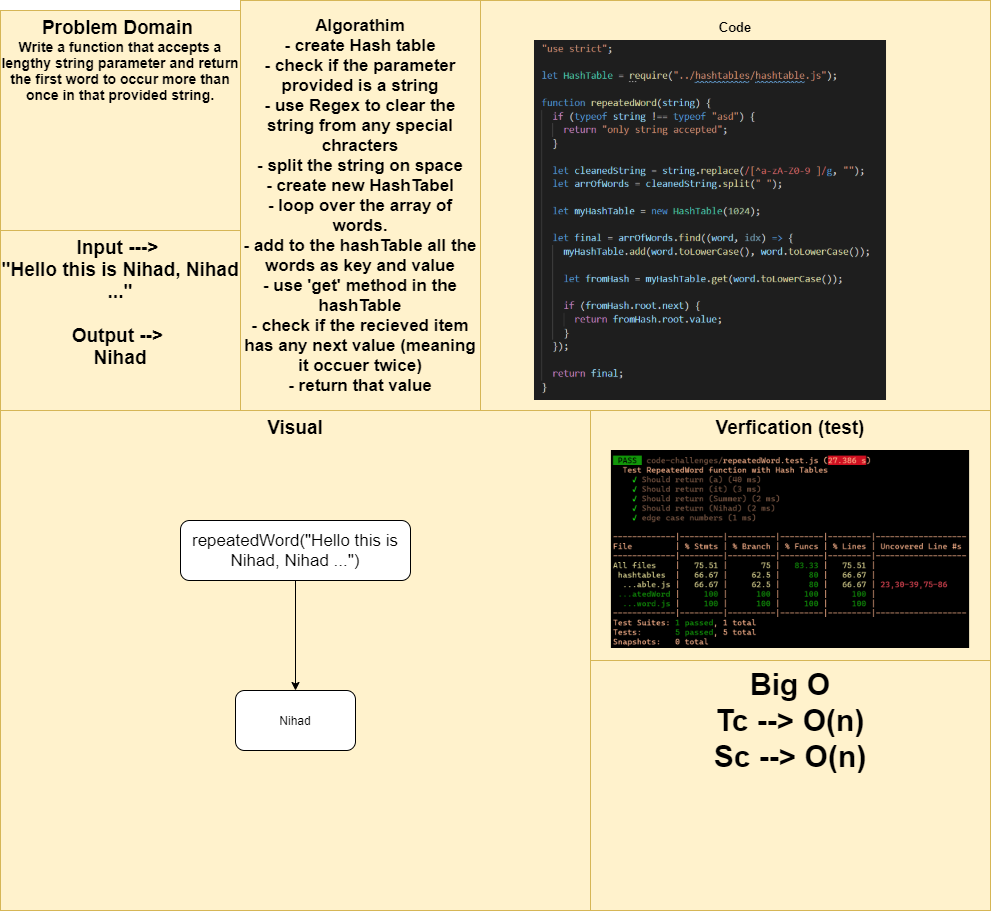 Problem Domain
Write a function that accepts a
lengthy string parameter and return
the first word to occur more than
once in that provided string.
Input --->
"Hello this is Nihad, Nihad
..."
Output -->
Nihad
Algorathim
- create Hash table
- check if the parameter
provided is a string
- use Regex to clear the
string from any special
chracters
- split the string on space
- create new HashTabel
- loop over the array of
words.
- add to the hashTable all the
words as key and value
- use 'get' method in the
hashTable
- check if the recieved item
has any next value (meaning
it occuer twice)
- return that value
Code
"use strict";
let HashTable = require("../hashtables/hashtable.js");
function repeatedWord(string) {
if (typeof string !== typeof "asd") {
return "only string accepted";
}
let cleanedString = string.replace(/[^a-zA-Z0-9 ]/g, "");
let arrOfWords = cleanedString.split(" ");
let myHashTable = new HashTable(1024);
let final = arrOfWords.find((word, idx) => {
myHashTable.add(word.toLowerCase(), word.toLowerCase());
let fromHash = myHashTable.get(word.toLowerCase());
if (fromHash.root.next) {
return fromHash.root.value;
}
});
return final;
}
Visual
repeatedWord("Hello this is
Nihad, Nihad ...")
Nihad
Verfication (test)
PASS code-challenges/repeatedWord.test.js (27.386 s)
Test RepeatedWord function with Hash Tables
√ Should return (a) (40 ms)
√ Should return (it) (3 ms)
√ Should return (Summer) (2 ms)
√ Should return (Nihad) (2 ms)
√ edge case numbers (1 ms)
File | % Stmts | % Branch | % Funcs | % Lines | Uncovered Line #s
All files | 75.51 | 75 | 83.33 | 75.51 |
hashtables | 66.67 | 62.5 | 80 | 66.67 |
...able.js | 66.67 | 62.5 | 80 | 66.67 | 23,30-39,75-86
...atedWord | 100 | 100 | 100 | 100 |
...word.js | 100 | 100 | 100 | 100 |
Test Suites: 1 passed, 1 total
Tests: 5 passed, 5 total
Snapshots: 0 total
Big O
Tc --> O(n)
Sc --> O(n)